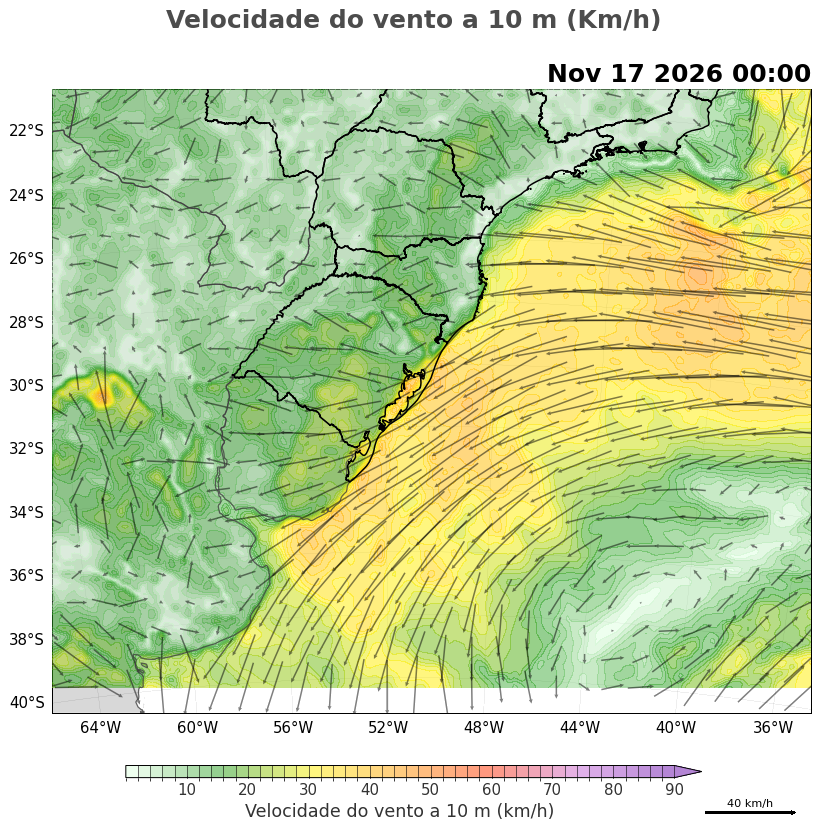 Velocidade do vento a 10 m (Km/h)
Nov 17 2026 00:00
22°S
24°S
26°S
28°S
30°S
32°S
34°S
36°S
38°S
40°S
64°W 60°W 56°W 52°W 48°W 44°W 40°W 36°W
10 20 30 40 50 60 70 80 90
Velocidade do vento a 10 m (km/h)
40 km/h